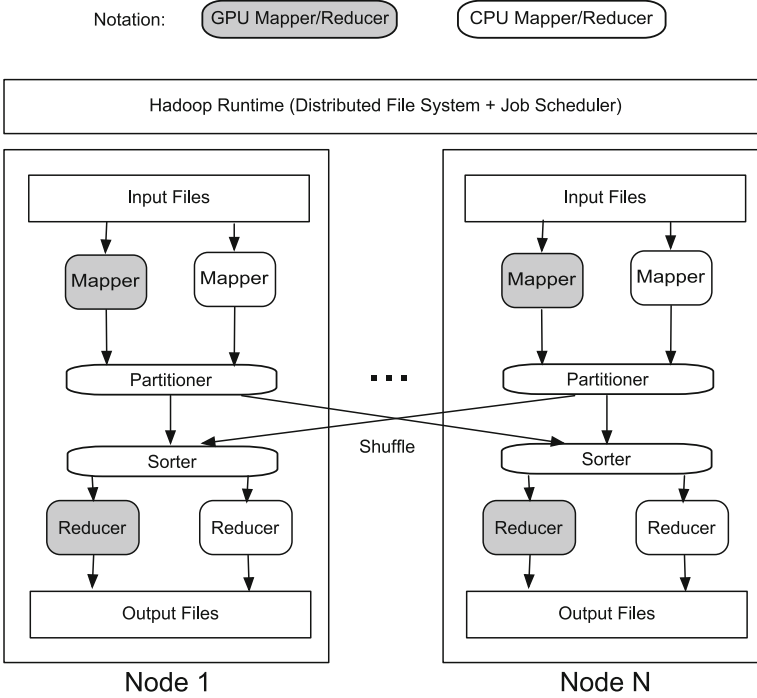 Notation:
GPU Mapper/Reducer
CPU Mapper/Reducer
Hadoop Runtime (Distributed File System + Job Scheduler)
Input Files
Mapper
Mapper
Partitioner
Sorter
Reducer
Reducer
Output Files
Node 1
...
Shuffle
Input Files
Mapper
Mapper
Partitioner
Sorter
Reducer
Reducer
Output Files
Node N